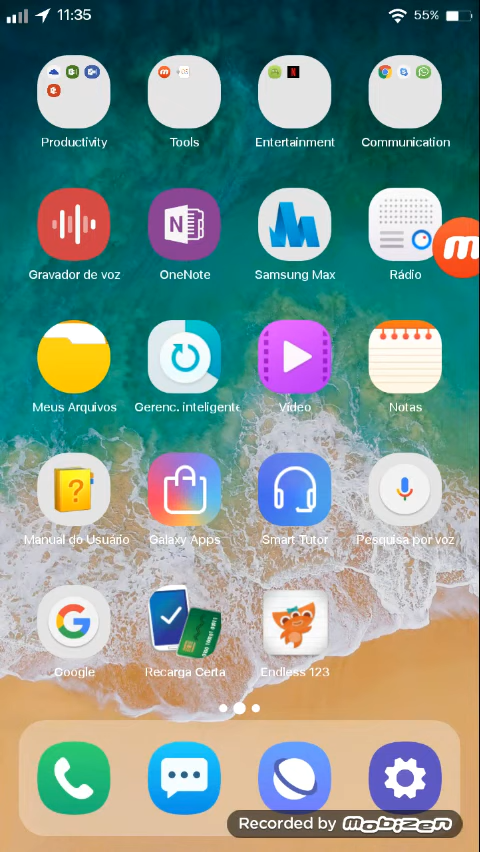 11:35
55%
Productivity
Tools
Entertainment
Communication
Gravador de voz
OneNote
Samsung Max
Rádio
Meus Arquivos
Gerenc. inteligente
Vídeo
Notas
Manual do Usuário
Galaxy Apps
Smart Tutor
Pesquisa por voz
Google
Recarga Certa
Endless 123
Recorded by Mobizen